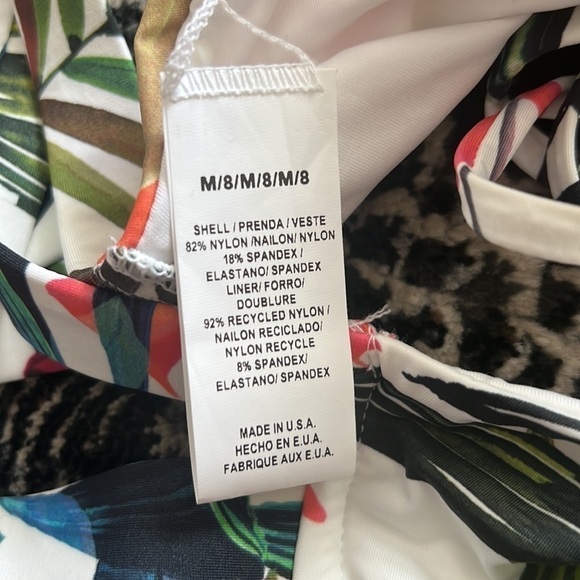 M/8/M/8/M/8
SHELL / PRENDA / VESTE
82% NYLON /NAILON/ NYLON
18% SPANDEX /
ELASTANO/ SPANDEX
LINER/ FORRO/
DOUBLURE
92% RECYCLED NYLON /
NAILON RECICLADO/
NYLON RECYCLE
8% SPANDEX/
ELASTANO/ SPANDEX
MADE IN U.S.A.
HECHO EN E.U.A.
FABRIQUE AUX E.U.A.